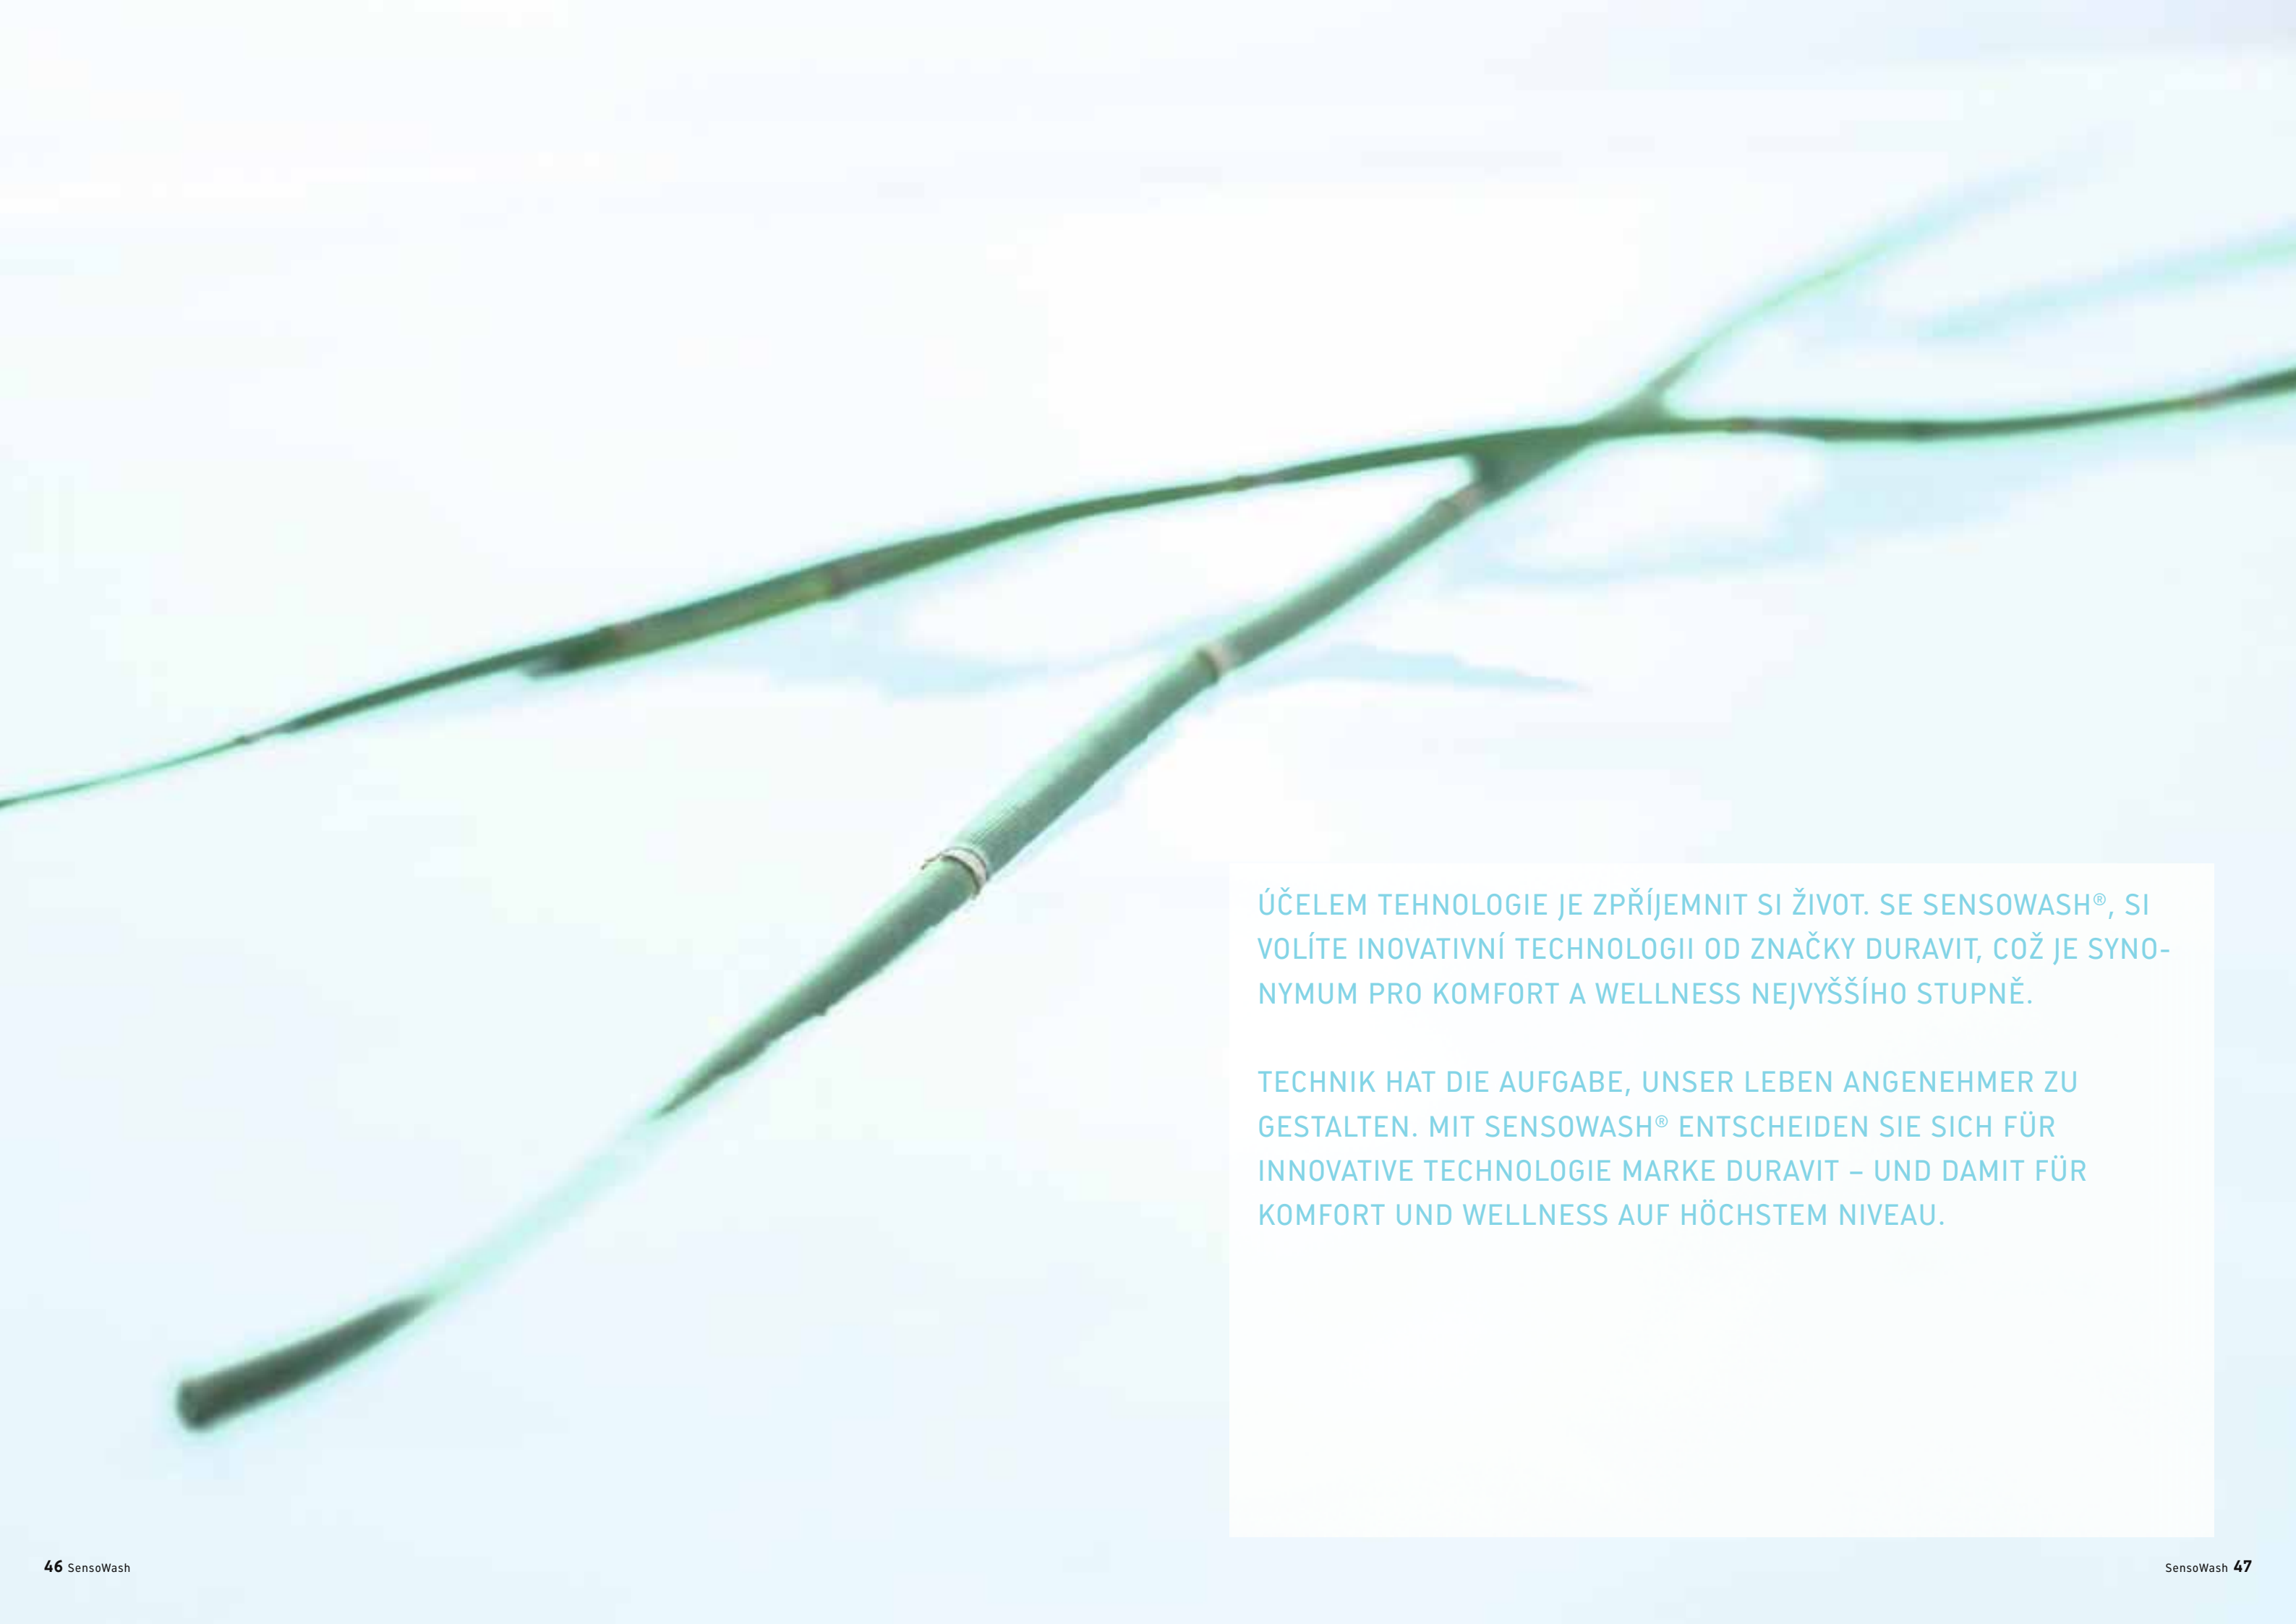 ÚČELEM TEHNOLOGIE JE ZPŘÍJEMNIT SI ŽIVOT. SE SENSOWASH®, SI
VOLÍTE INOVATIVNÍ TECHNOLOGII OD ZNAČKY DURAVIT, COŽ JE SYNO-
NYMUM PRO KOMFORT A WELLNESS NEJVYŠŠÍHO STUPNĚ.
TECHNIK HAT DIE AUFGABE, UNSER LEBEN ANGENEHMER ZU
GESTALTEN. MIT SENSOWASH® ENTSCHEIDEN SIE SICH FÜR
INNOVATIVE TECHNOLOGIE MARKE DURAVIT – UND DAMIT FÜR
KOMFORT UND WELLNESS AUF HÖCHSTEM NIVEAU.
46 SensoWash
SensoWash 47